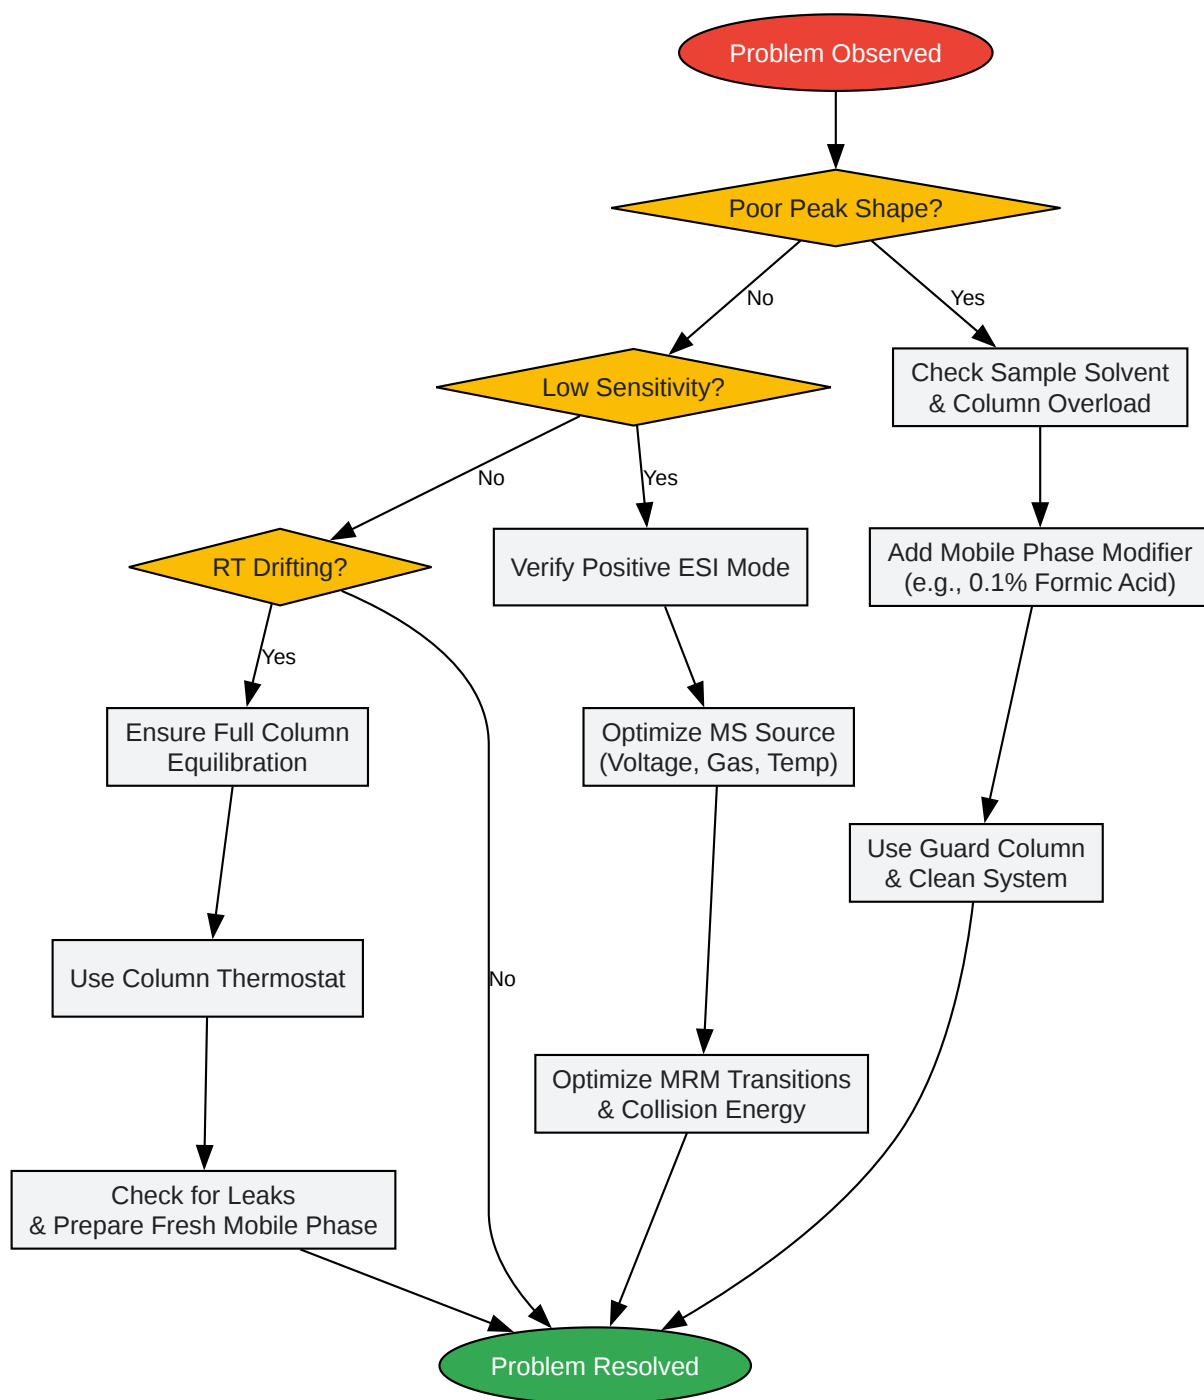 Problem Observed
Poor Peak Shape?
No
Yes
Low Sensitivity?
Check Sample Solvent
& Column Overload
No
Yes
RT Drifting?
Verify Positive ESI Mode
Add Mobile Phase Modifier
(e.g., 0.1% Formic Acid)
Yes
Ensure Full Column
Equilibration
Optimize MS Source
(Voltage, Gas, Temp)
Use Guard Column
& Clean System
Use Column Thermostat
No
Optimize MRM Transitions
& Collision Energy
Check for Leaks
& Prepare Fresh Mobile Phase
Problem Resolved